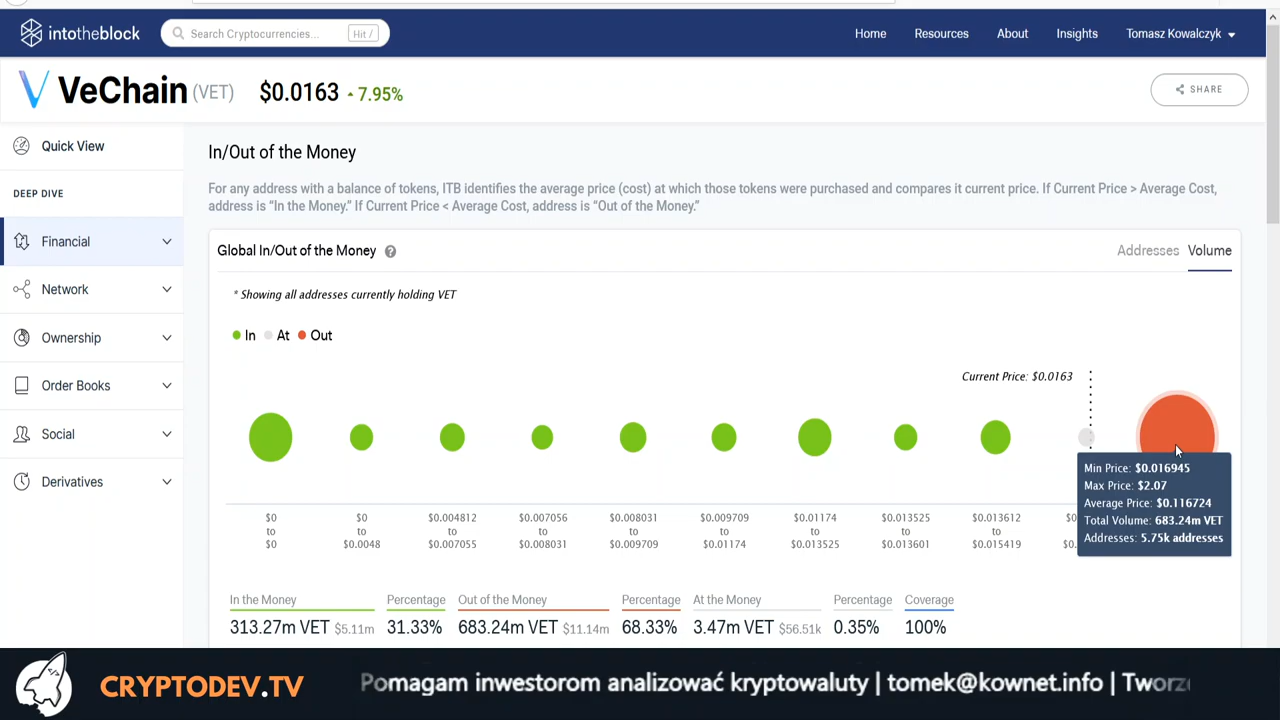 intotheblock
Search Cryptocurrencies... Hit /
Home Resources About Insights Tomasz Kowalczyk
VeChain (VET) $0.0163 7.95%
SHARE
Quick View
DEEP DIVE
Financial
Network
Ownership
Order Books
Social
Derivatives
In/Out of the Money
For any address with a balance of tokens, ITB identifies the average price (cost) at which those tokens were purchased and compares it current price. If Current Price > Average Cost,
address is “In the Money.” If Current Price < Average Cost, address is “Out of the Money.”
Global In/Out of the Money ?
Addresses Volume
* Showing all addresses currently holding VET
In At Out
Current Price: $0.0163
Min Price: $0.016945
Max Price: $2.07
Average Price: $0.116724
Total Volume: 683.24m VET
Addresses: 5.75k addresses
$0 $0 $0.004812 $0.007056 $0.008031 $0.009709 $0.01174 $0.013525 $0.013612
to to to to to to to to to
$0 $0.0048 $0.007055 $0.008031 $0.009709 $0.01174 $0.013525 $0.013601 $0.015419
In the Money Percentage Out of the Money Percentage At the Money Percentage Coverage
313.27m VET $5.11m 31.33% 683.24m VET $11.14m 68.33% 3.47m VET $56.51k 0.35% 100%
CRYPTODEV.TV
Pomagam inwestorom analizować kryptowaluty | tomek@kownet.info |